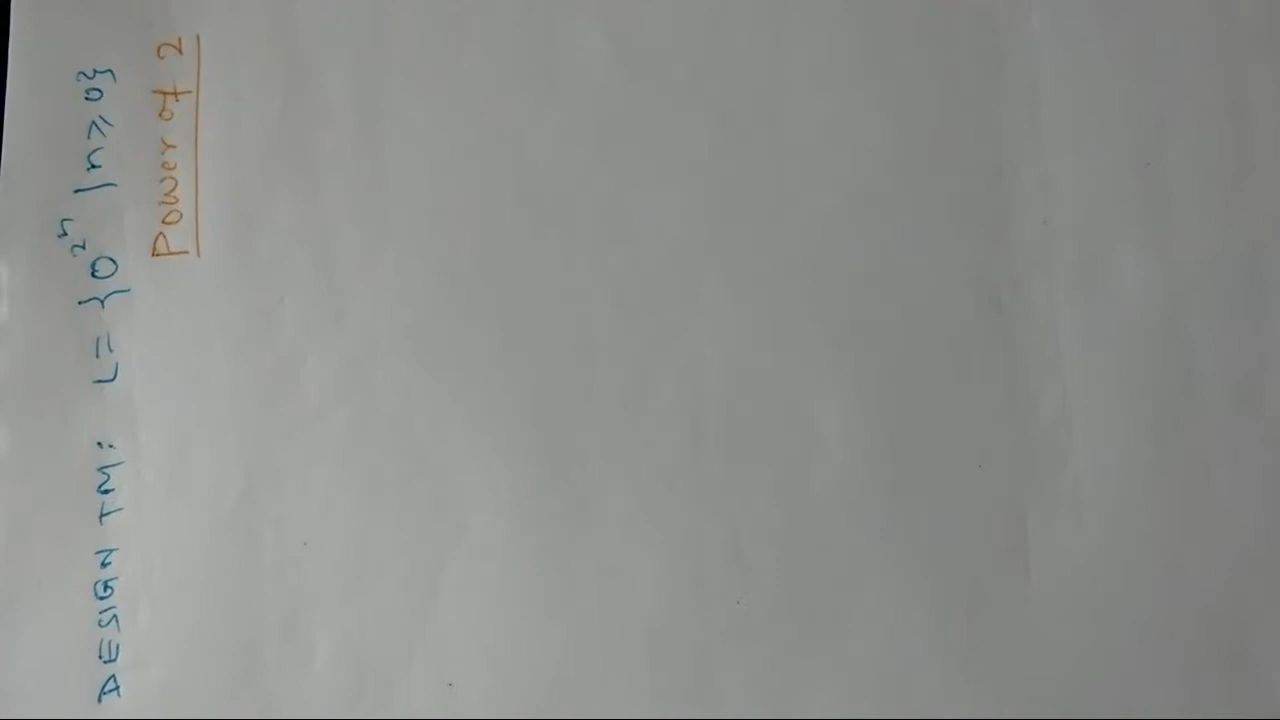 DESIGN TM: L = {0^2^n | n ≥ 0}
Power of 2